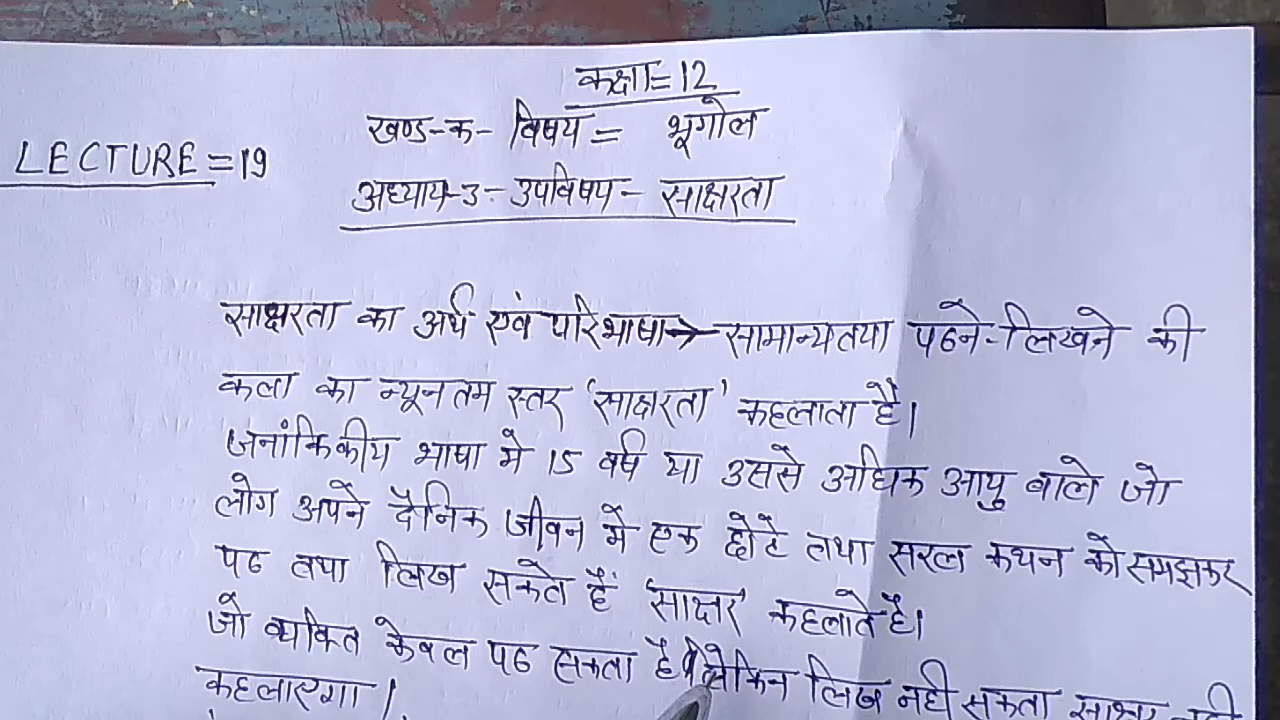 कक्षा=12
खण्ड-क- विषय= भूगोल
LECTURE=19
अध्याय-3:- उपविषय- साक्षरता
साक्षरता का अर्थ एवं परिभाषा→ सामान्यतया पढने-लिखने की
कला का न्यूनतम स्तर 'साक्षरता' कहलाता है।
जनांकिकीय भाषा मे 15 वर्ष या उससे अधिक आयु वाले जो
लोग अपने दैनिक जीवन में एक छोटे तथा सरल कथन को समझकर
पढ तथा लिख सकते हैं 'साक्षर' कहलाते है।
जो व्यक्ति केवल पढ सकता है लेकिन लिख नही सकता साक्षर नही
कहलाएगा।